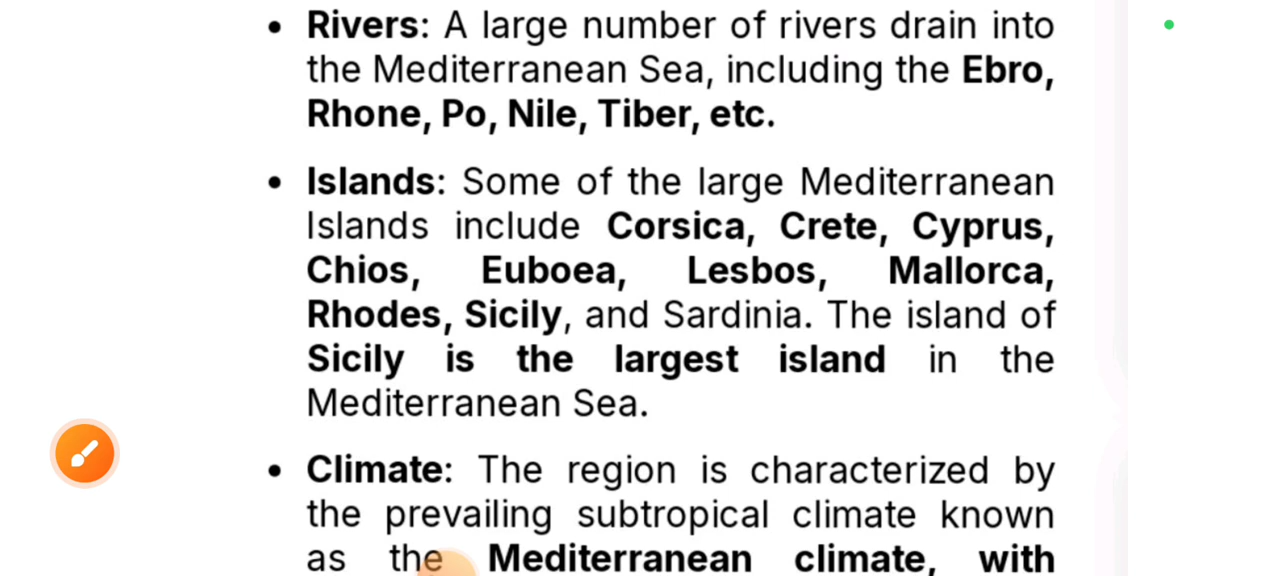 • Rivers: A large number of rivers drain into
the Mediterranean Sea, including the Ebro,
Rhone, Po, Nile, Tiber, etc.
• Islands: Some of the large Mediterranean
Islands include Corsica, Crete, Cyprus,
Chios, Euboea, Lesbos, Mallorca,
Rhodes, Sicily, and Sardinia. The island of
Sicily is the largest island in the
Mediterranean Sea.
• Climate: The region is characterized by
the prevailing subtropical climate known
as the Mediterranean climate, with